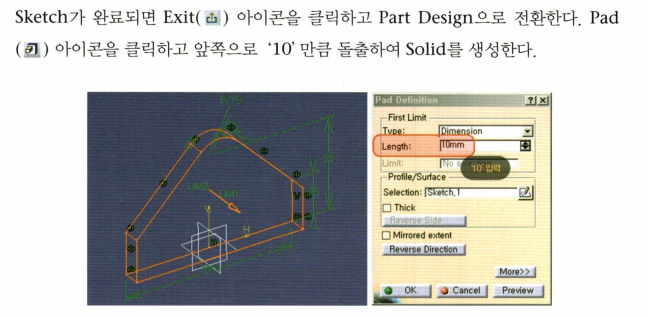 Sketch가 완료되면 Exit( ) 아이콘을 클릭하고 Part Design으로 전환한다. Pad
( ) 아이콘을 클릭하고 앞쪽으로 ‘10’ 만큼 돌출하여 Solid를 생성한다.
LIM2
LIM1
V
H
Pad Definition
First Limit
Type: Dimension
Length: 10mm
Limit: No
'10' 입력
Profile/Surface
Selection: Sketch.1
Thick
Reverse Side
Mirrored extent
Reverse Direction
More>>
OK Cancel Preview